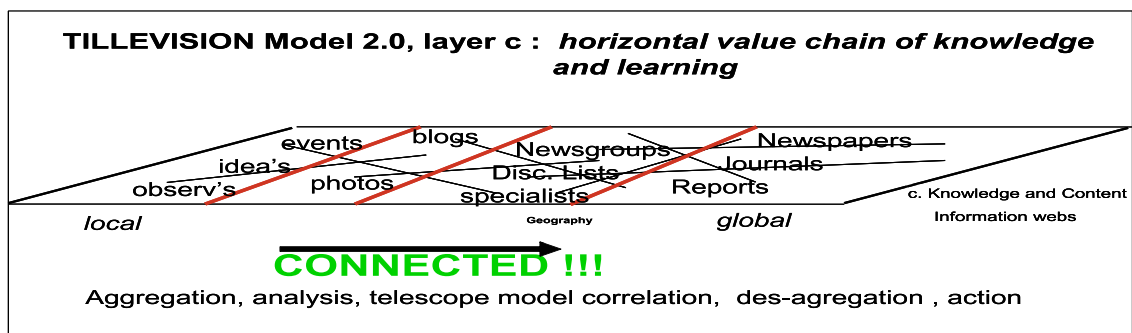 TILLEVISION Model 2.0, layer c : horizontal value chain of knowledge
and learning
events
blogs
Newsgroups
Newspapers
idea's
Disc. Lists
Journals
observ's
photos
specialists
Reports
c. Knowledge and Content
Information webs
local
Geography
global
CONNECTED !!!
Aggregation, analysis, telescope model correlation, des-agregation , action